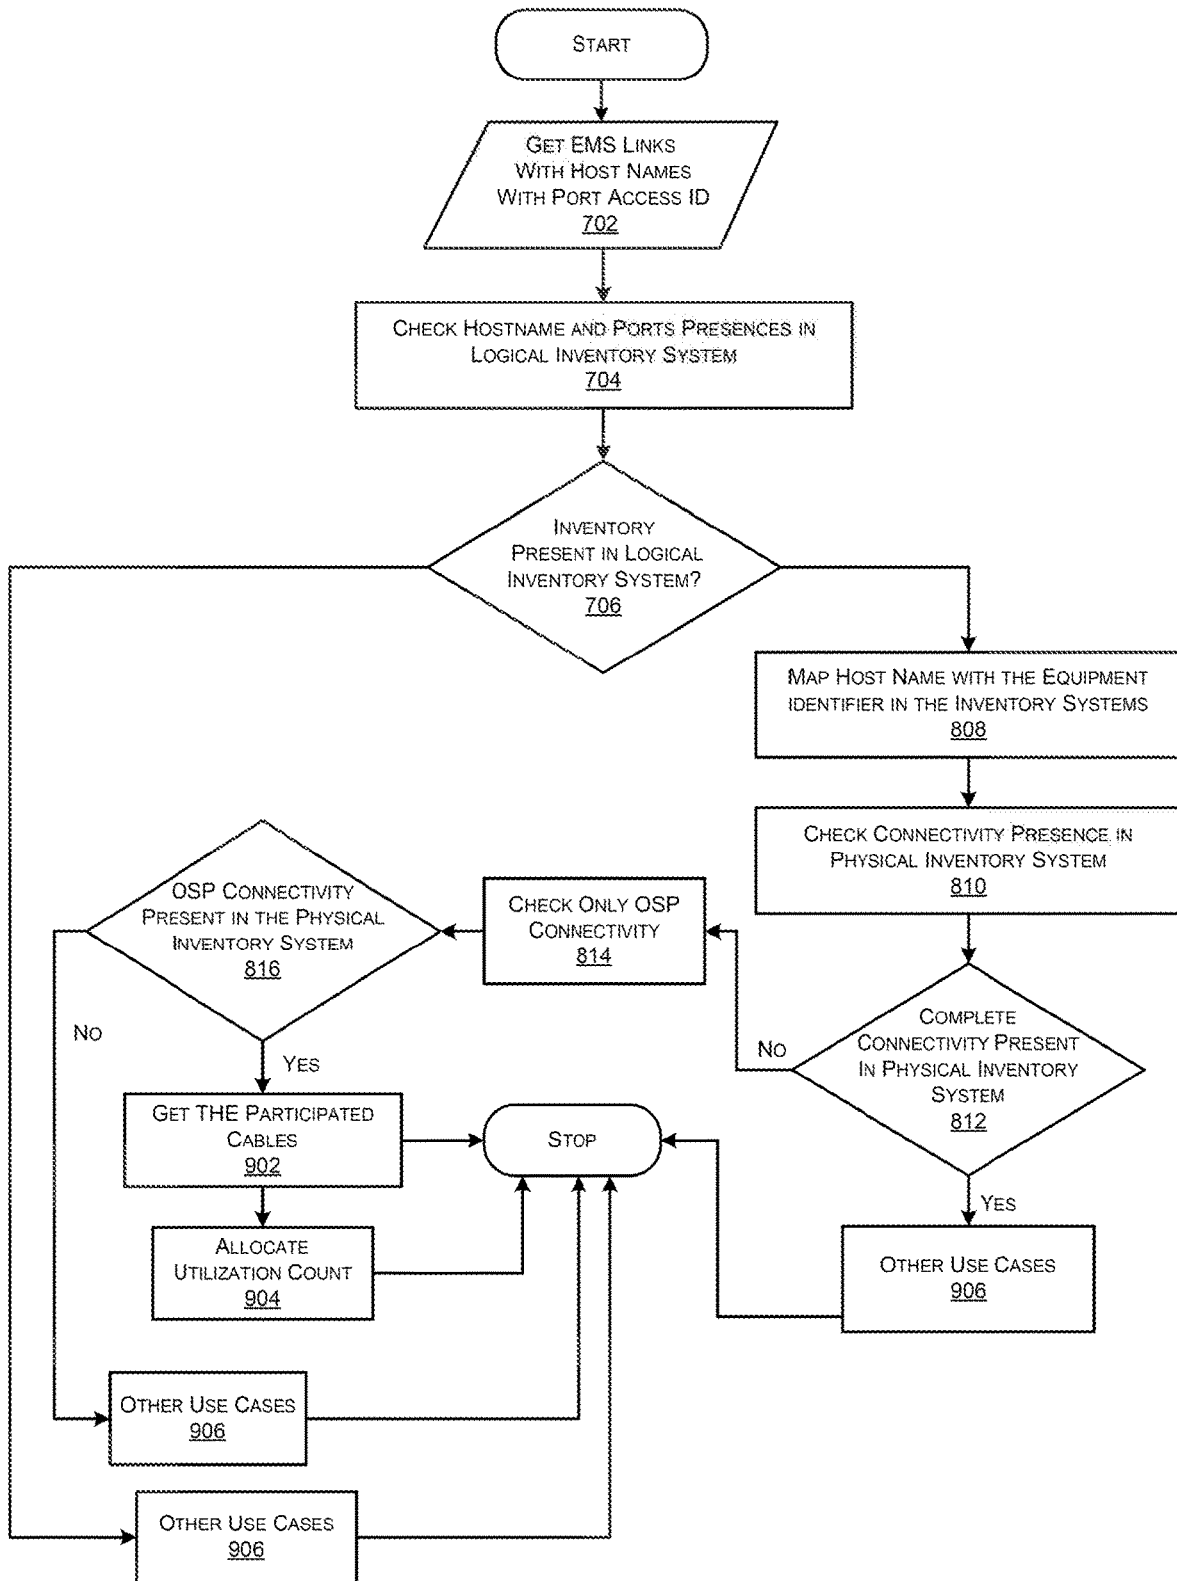 START
GET EMS LINKS
WITH HOST NAMES
WITH PORT ACCESS ID
702
CHECK HOSTNAME AND PORTS PRESENCES IN
LOGICAL INVENTORY SYSTEM
704
INVENTORY
PRESENT IN LOGICAL
INVENTORY SYSTEM?
706
MAP HOST NAME WITH THE EQUIPMENT
IDENTIFIER IN THE INVENTORY SYSTEMS
808
CHECK CONNECTIVITY PRESENCE IN
PHYSICAL INVENTORY SYSTEM
810
OSP CONNECTIVITY
PRESENT IN THE PHYSICAL
INVENTORY SYSTEM
816
CHECK ONLY OSP
CONNECTIVITY
814
COMPLETE
CONNECTIVITY PRESENT
IN PHYSICAL INVENTORY
SYSTEM
812
NO
NO
YES
GET THE PARTICIPATED
CABLES
902
STOP
YES
ALLOCATE
UTILIZATION COUNT
904
OTHER USE CASES
906
OTHER USE CASES
906
OTHER USE CASES
906